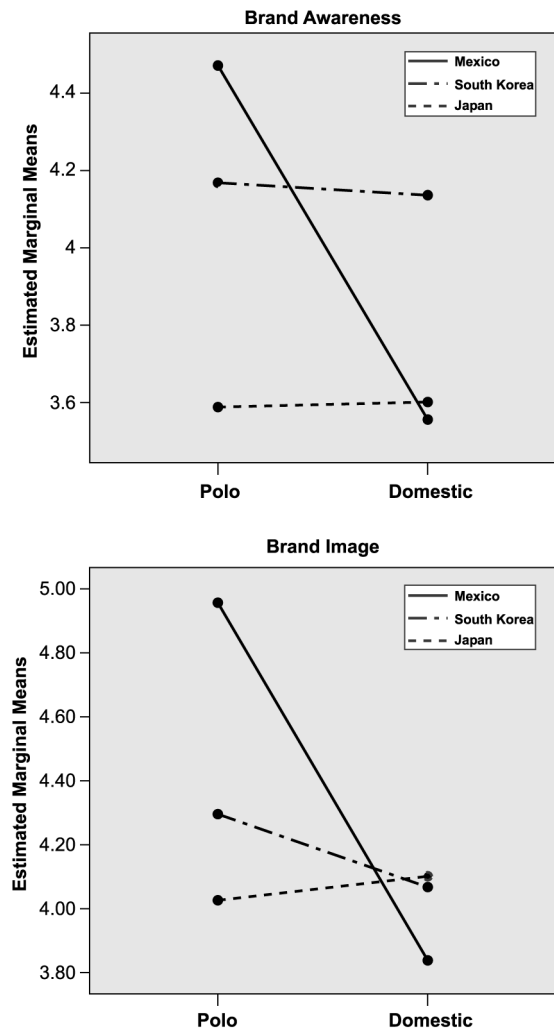 Brand Awareness
Estimated Marginal Means
4.4
4.2
4
3.8
3.6
Mexico
South Korea
Japan
Polo
Domestic
Brand Image
Estimated Marginal Means
5.00
4.80
4.60
4.40
4.20
4.00
3.80
Mexico
South Korea
Japan
Polo
Domestic